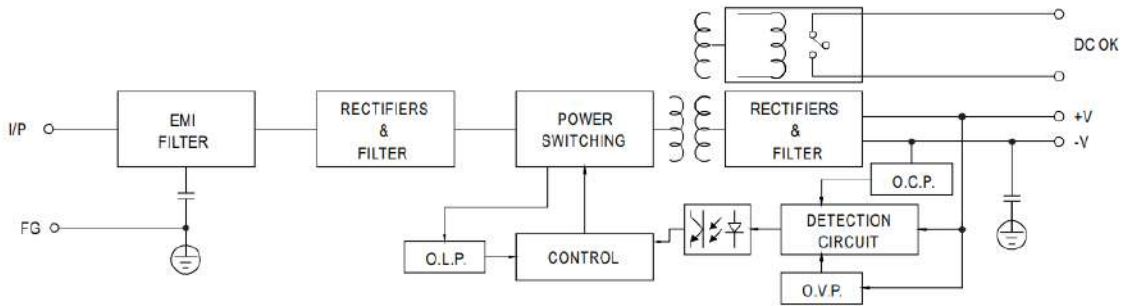 DC OK
I/P
EMI
FILTER
RECTIFIERS
&
FILTER
POWER
SWITCHING
RECTIFIERS
&
FILTER
+V
-V
O.C.P.
FG
O.L.P.
CONTROL
DETECTION
CIRCUIT
O.V.P.